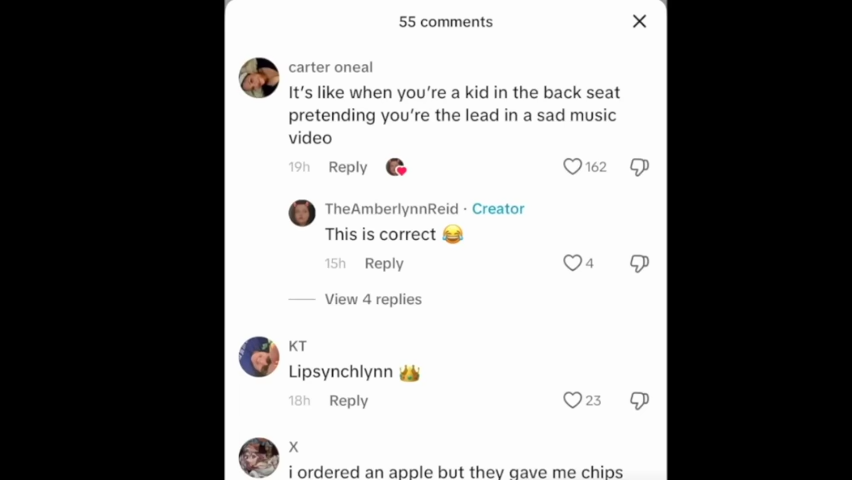 55 comments
carter oneal
It's like when you're a kid in the back seat
pretending you're the lead in a sad music
video
19h Reply 162
TheAmberlynnReid · Creator
This is correct 😂
15h Reply 4
View 4 replies
KT
Lipsynchlynn 👑
18h Reply 23
X
i ordered an apple but they gave me chips